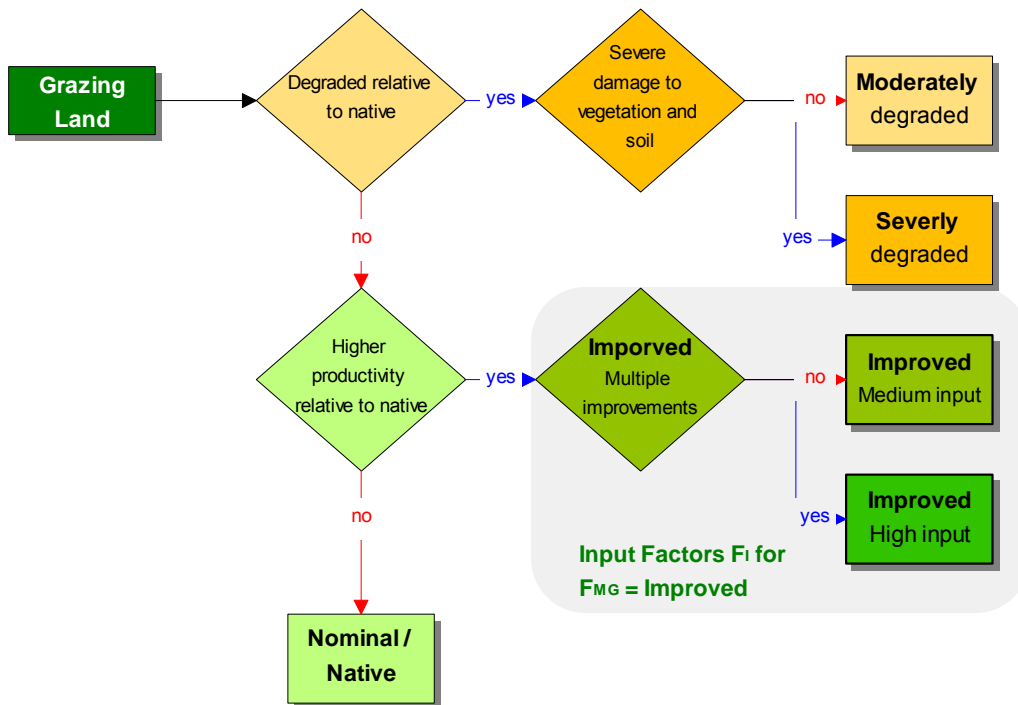 Grazing
Land
Degraded relative
to native
yes
Severe
damage to
vegetation and
soil
no
Moderately
degraded
yes
Severly
degraded
no
Higher
productivity
relative to native
yes
Imporved
Multiple
improvements
no
Improved
Medium input
yes
Improved
High input
Input Factors FI for
FMG = Improved
no
Nominal /
Native